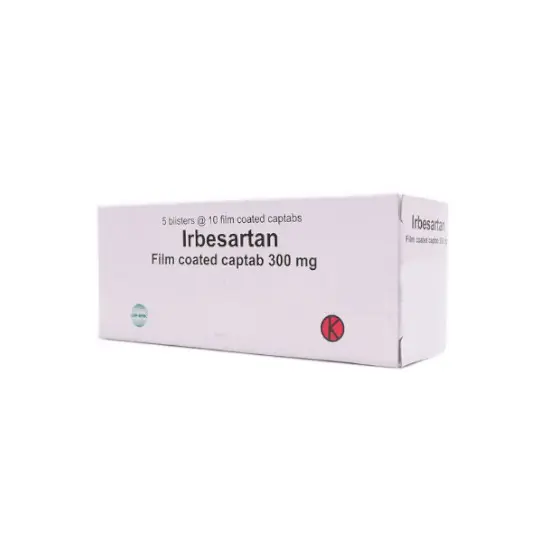 5 blisters @ 10 film coated captabs
Irbesartan
Film coated captab 300 mg
K
Irbesartan
Film coated captab 300 mg